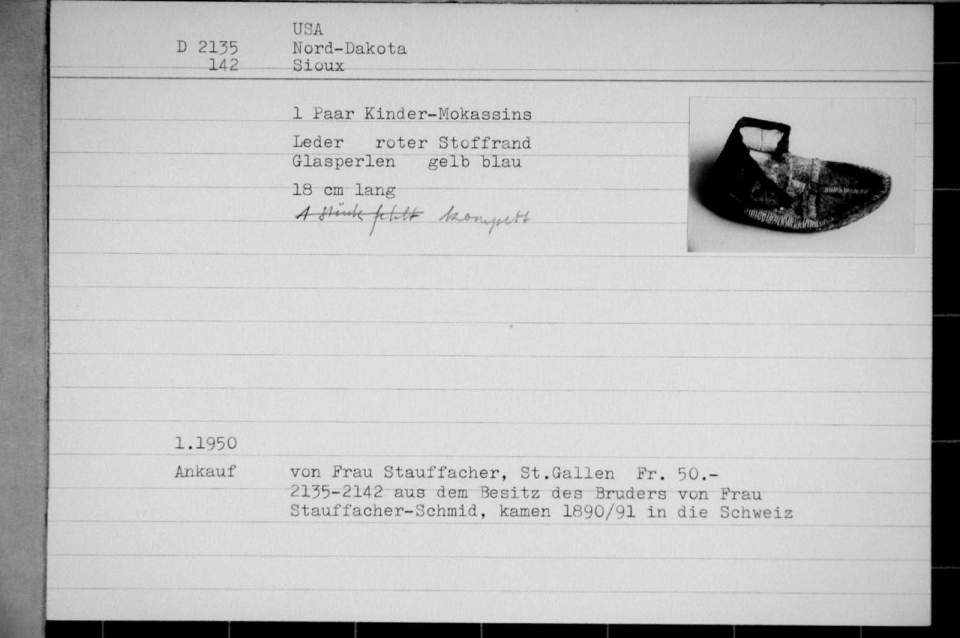 USA
D 2135 Nord-Dakota
142 Sioux
1 Paar Kinder-Mokassins
Leder roter Stoffrand
Glasperlen gelb blau
18 cm lang
1 Stück fehlt komplett
1.1950
Ankauf von Frau Stauffacher, St.Gallen Fr. 50.-
2135-2142 aus dem Besitz des Bruders von Frau
Stauffacher-Schmid, kamen 1890/91 in die Schweiz